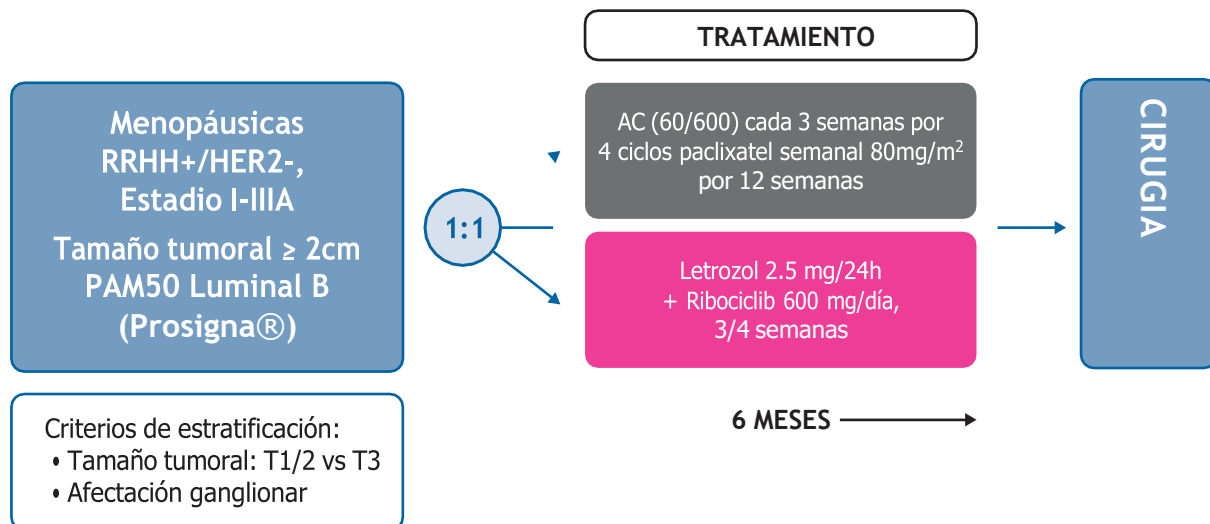 TRATAMIENTO
Menopáusicas
RRHH+/HER2-,
Estadio I-IIIA
Tamaño tumoral ≥ 2cm
PAM50 Luminal B
(Prosigna®)
1:1
AC (60/600) cada 3 semanas por
4 ciclos paclixatel semanal 80mg/m²
por 12 semanas
Letrozol 2.5 mg/24h
+ Ribociclib 600 mg/día,
3/4 semanas
CIRUGIA
6 MESES
Criterios de estratificación:
• Tamaño tumoral: T1/2 vs T3
• Afectación ganglionar